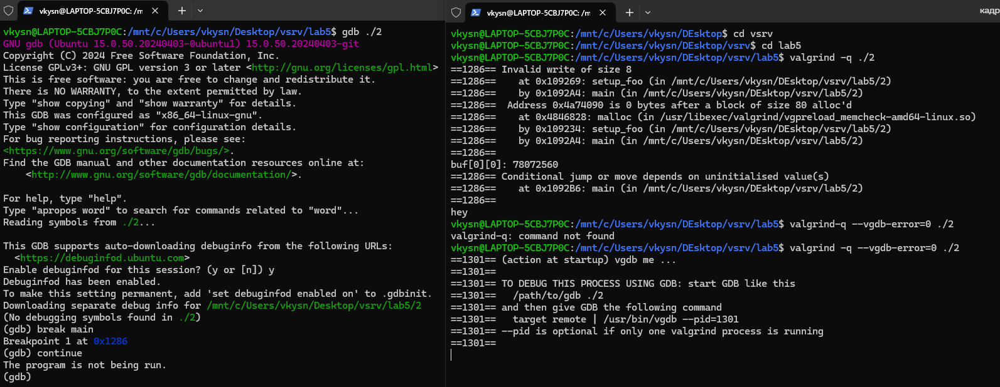 vkysn@LAPTOP-5CBJ7P0C: /m
vkysn@LAPTOP-5CBJ7P0C:/mnt/c/Users/vkysn/Desktop/vsrv/lab5$ gdb ./2
GNU gdb (Ubuntu 15.0.50.20240403-0ubuntu1) 15.0.50.20240403-git
Copyright (C) 2024 Free Software Foundation, Inc.
License GPLv3+: GNU GPL version 3 or later <http://gnu.org/licenses/gpl.html>
This is free software: you are free to change and redistribute it.
There is NO WARRANTY, to the extent permitted by law.
Type "show copying" and "show warranty" for details.
This GDB was configured as "x86_64-linux-gnu".
Type "show configuration" for configuration details.
For bug reporting instructions, please see:
<https://www.gnu.org/software/gdb/bugs/>.
Find the GDB manual and other documentation resources online at:
    <http://www.gnu.org/software/gdb/documentation/>.
For help, type "help".
Type "apropos word" to search for commands related to "word"...
Reading symbols from ./2...
This GDB supports auto-downloading debuginfo from the following URLs:
  <https://debuginfod.ubuntu.com>
Enable debuginfod for this session? (y or [n]) y
Debuginfod has been enabled.
To make this setting permanent, add 'set debuginfod enabled on' to .gdbinit.
Downloading separate debug info for /mnt/c/Users/vkysn/Desktop/vsrv/lab5/2
(No debugging symbols found in ./2)
(gdb) break main
Breakpoint 1 at 0x1286
(gdb) continue
The program is not being run.
(gdb)
vkysn@LAPTOP-5CBJ7P0C: /m
кадр
vkysn@LAPTOP-5CBJ7P0C:/mnt/c/Users/vkysn/DEsktop$ cd vsrv
vkysn@LAPTOP-5CBJ7P0C:/mnt/c/Users/vkysn/DEsktop/vsrv$ cd lab5
vkysn@LAPTOP-5CBJ7P0C:/mnt/c/Users/vkysn/DEsktop/vsrv/lab5$ valgrind -q ./2
==1286== Invalid write of size 8
==1286==    at 0x109269: setup_foo (in /mnt/c/Users/vkysn/DEsktop/vsrv/lab5/2)
==1286==    by 0x1092A4: main (in /mnt/c/Users/vkysn/DEsktop/vsrv/lab5/2)
==1286==  Address 0x4a74090 is 0 bytes after a block of size 80 alloc'd
==1286==    at 0x4846828: malloc (in /usr/libexec/valgrind/vgpreload_memcheck-amd64-linux.so)
==1286==    by 0x109234: setup_foo (in /mnt/c/Users/vkysn/DEsktop/vsrv/lab5/2)
==1286==    by 0x1092A4: main (in /mnt/c/Users/vkysn/DEsktop/vsrv/lab5/2)
==1286==
buf[0][0]: 78072560
==1286== Conditional jump or move depends on uninitialised value(s)
==1286==    at 0x1092B6: main (in /mnt/c/Users/vkysn/DEsktop/vsrv/lab5/2)
==1286==
hey
vkysn@LAPTOP-5CBJ7P0C:/mnt/c/Users/vkysn/DEsktop/vsrv/lab5$ valgrind-q --vgdb-error=0 ./2
valgrind-q: command not found
vkysn@LAPTOP-5CBJ7P0C:/mnt/c/Users/vkysn/DEsktop/vsrv/lab5$ valgrind -q --vgdb-error=0 ./2
==1301== (action at startup) vgdb me ...
==1301==
==1301== TO DEBUG THIS PROCESS USING GDB: start GDB like this
==1301==   /path/to/gdb ./2
==1301== and then give GDB the following command
==1301==   target remote | /usr/bin/vgdb --pid=1301
==1301== --pid is optional if only one valgrind process is running
==1301==